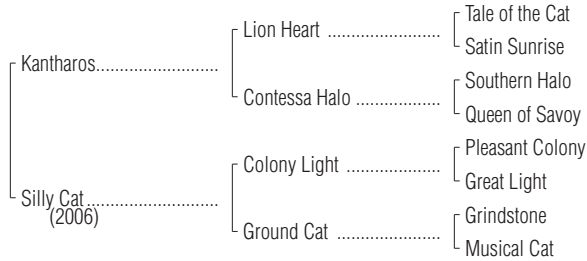 Tale of the Cat
Lion Heart ....................
Satin Sunrise
Kantharos.......................
Southern Halo
Contessa Halo ...............
Queen of Savoy
Pleasant Colony
Colony Light .................
Great Light
Silly Cat.........................
(2006)
Grindstone
Ground Cat ...................
Musical Cat